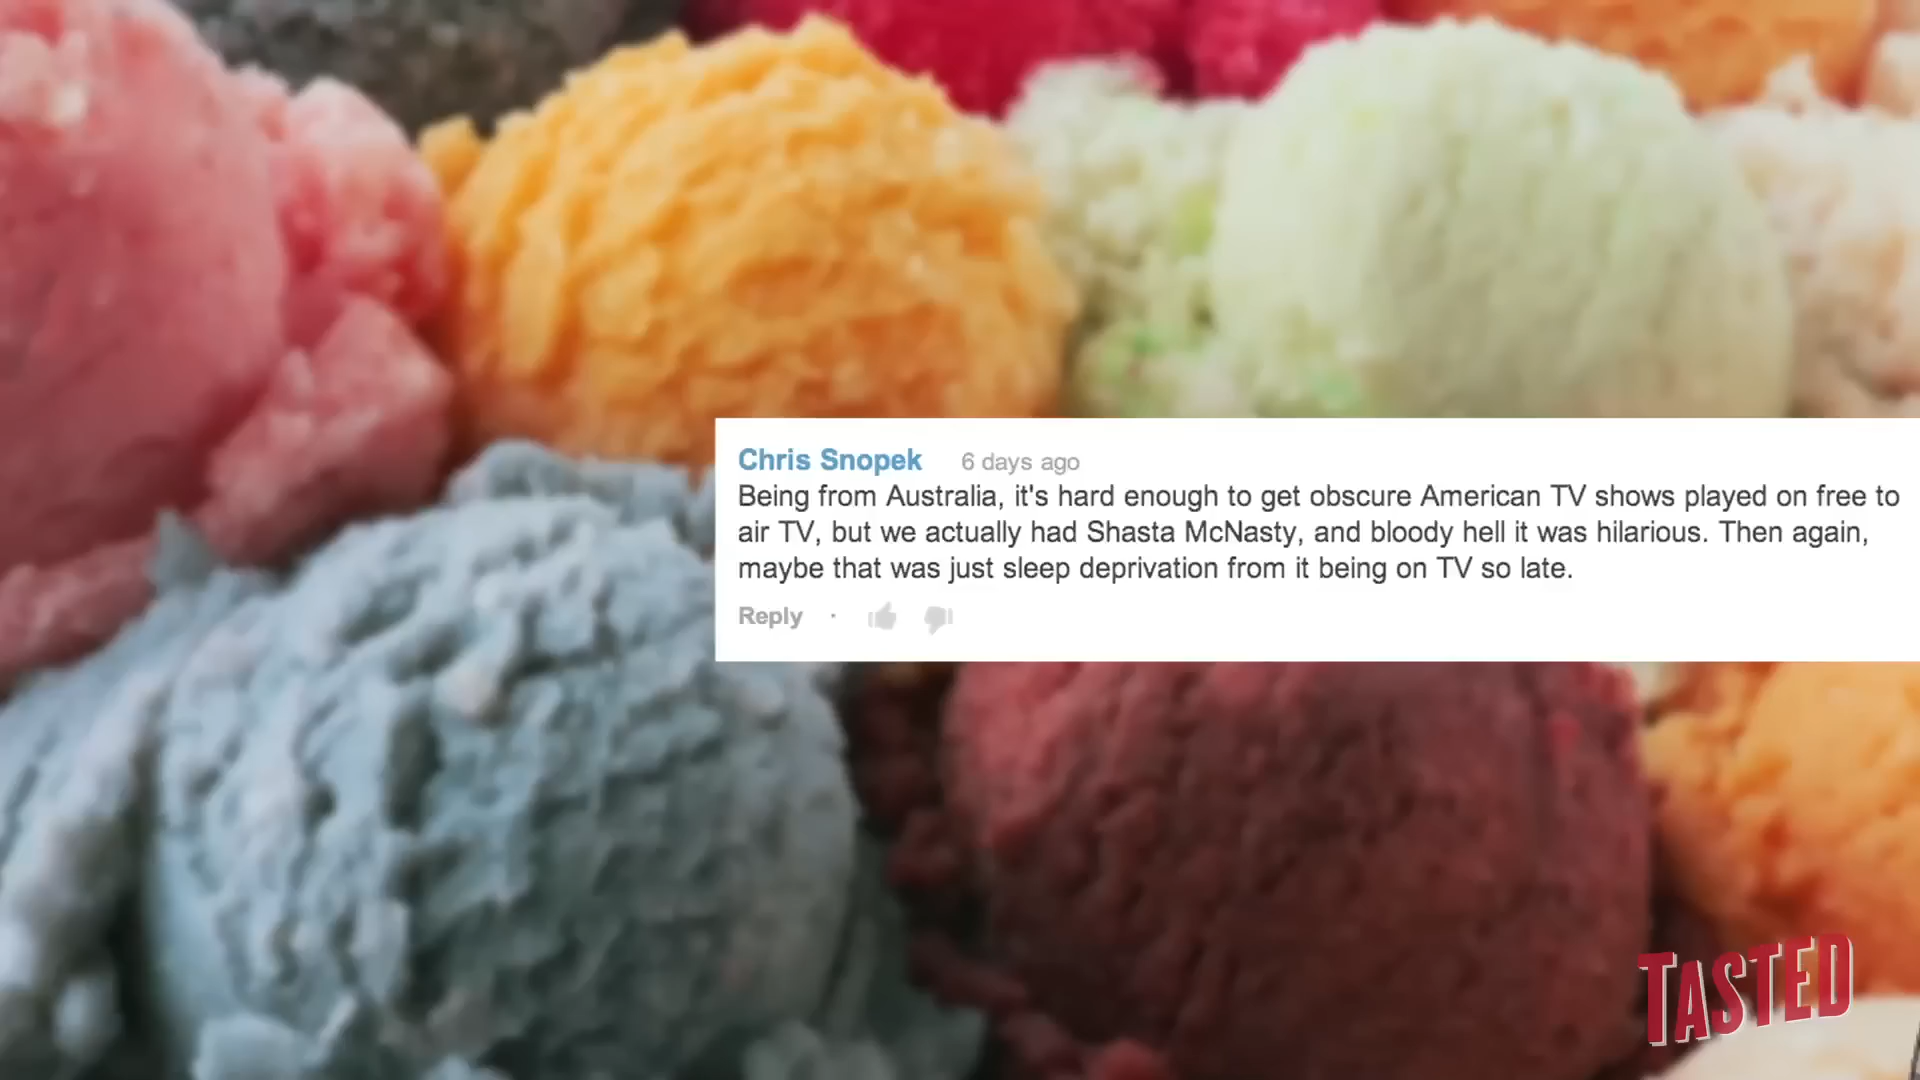 Chris Snopek 6 days ago
Being from Australia, it's hard enough to get obscure American TV shows played on free to
air TV, but we actually had Shasta McNasty, and bloody hell it was hilarious. Then again,
maybe that was just sleep deprivation from it being on TV so late.
Reply ·
TASTED